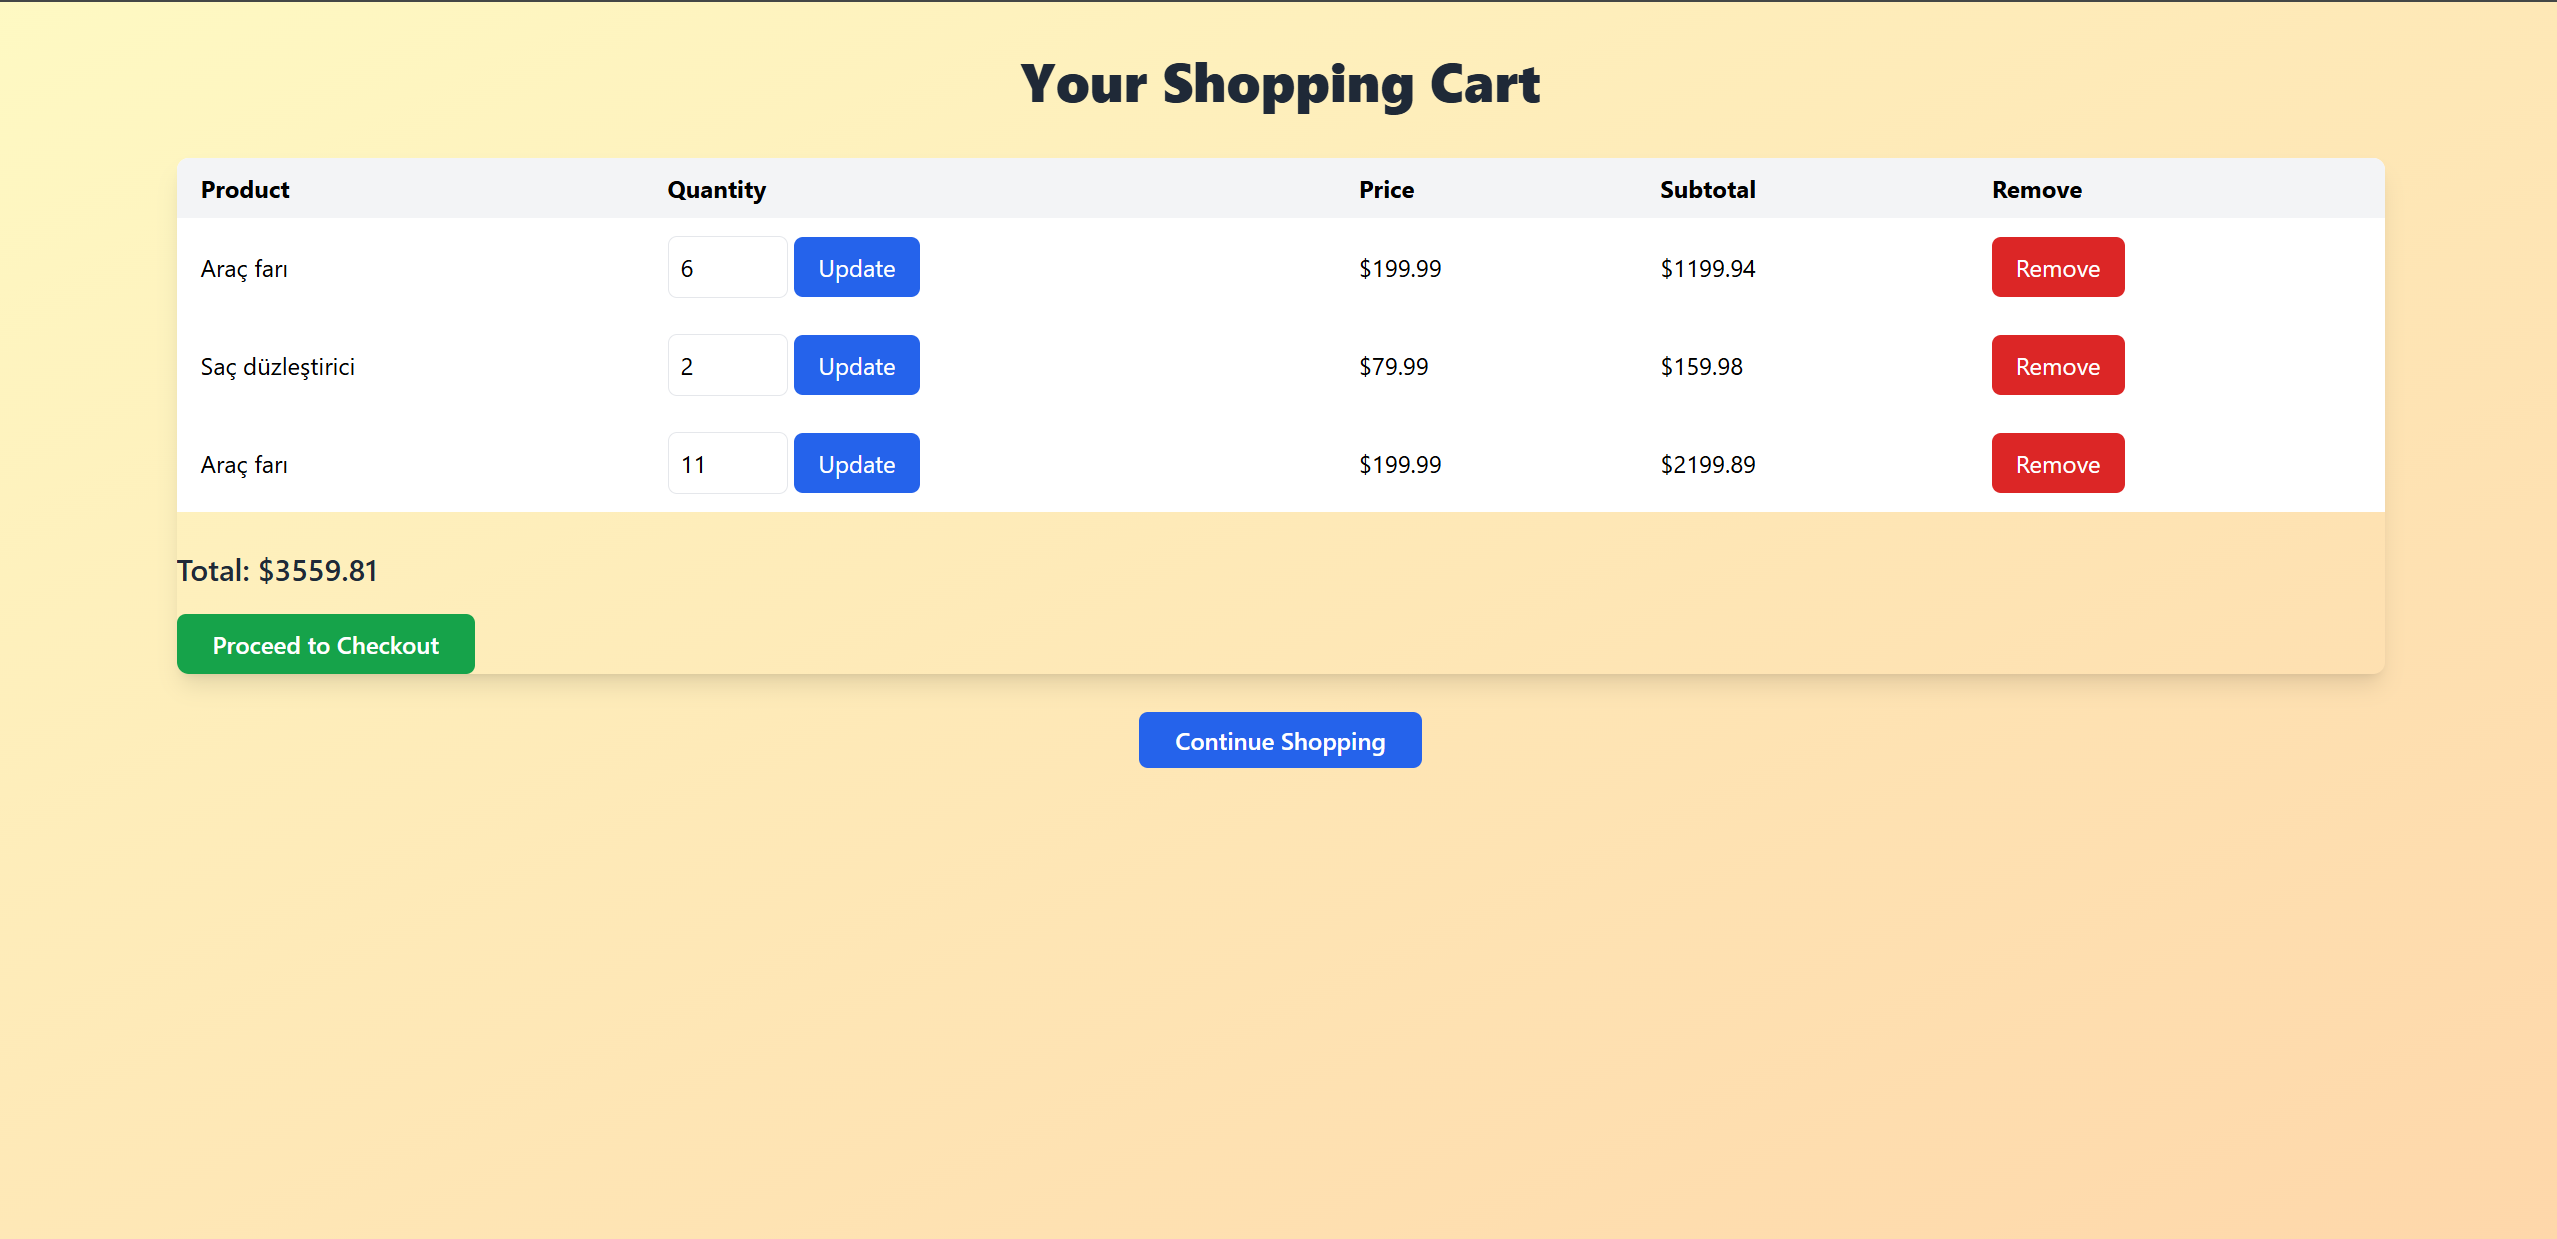 Your Shopping Cart
Product Quantity Price Subtotal Remove
Araç farı 6 Update $199.99 $1199.94 Remove
Saç düzleştirici 2 Update $79.99 $159.98 Remove
Araç farı 11 Update $199.99 $2199.89 Remove
Total: $3559.81
Proceed to Checkout
Continue Shopping